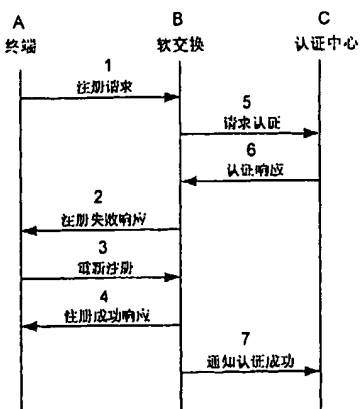 A
B
C
终端
软交换
认证中心
1
注册请求
5
请求认证
6
认证响应
2
注册失败响应
3
重新注册
4
注册成功响应
7
通知认证成功